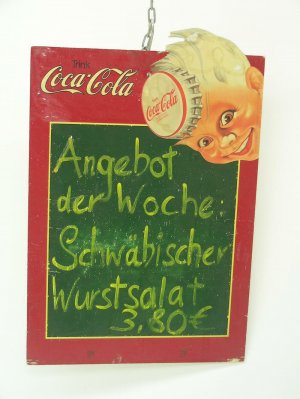 Trink
Coca-Cola
Coca-Cola
Angebot
der Woche:
Schwäbischer
Wurstsalat
3,80€